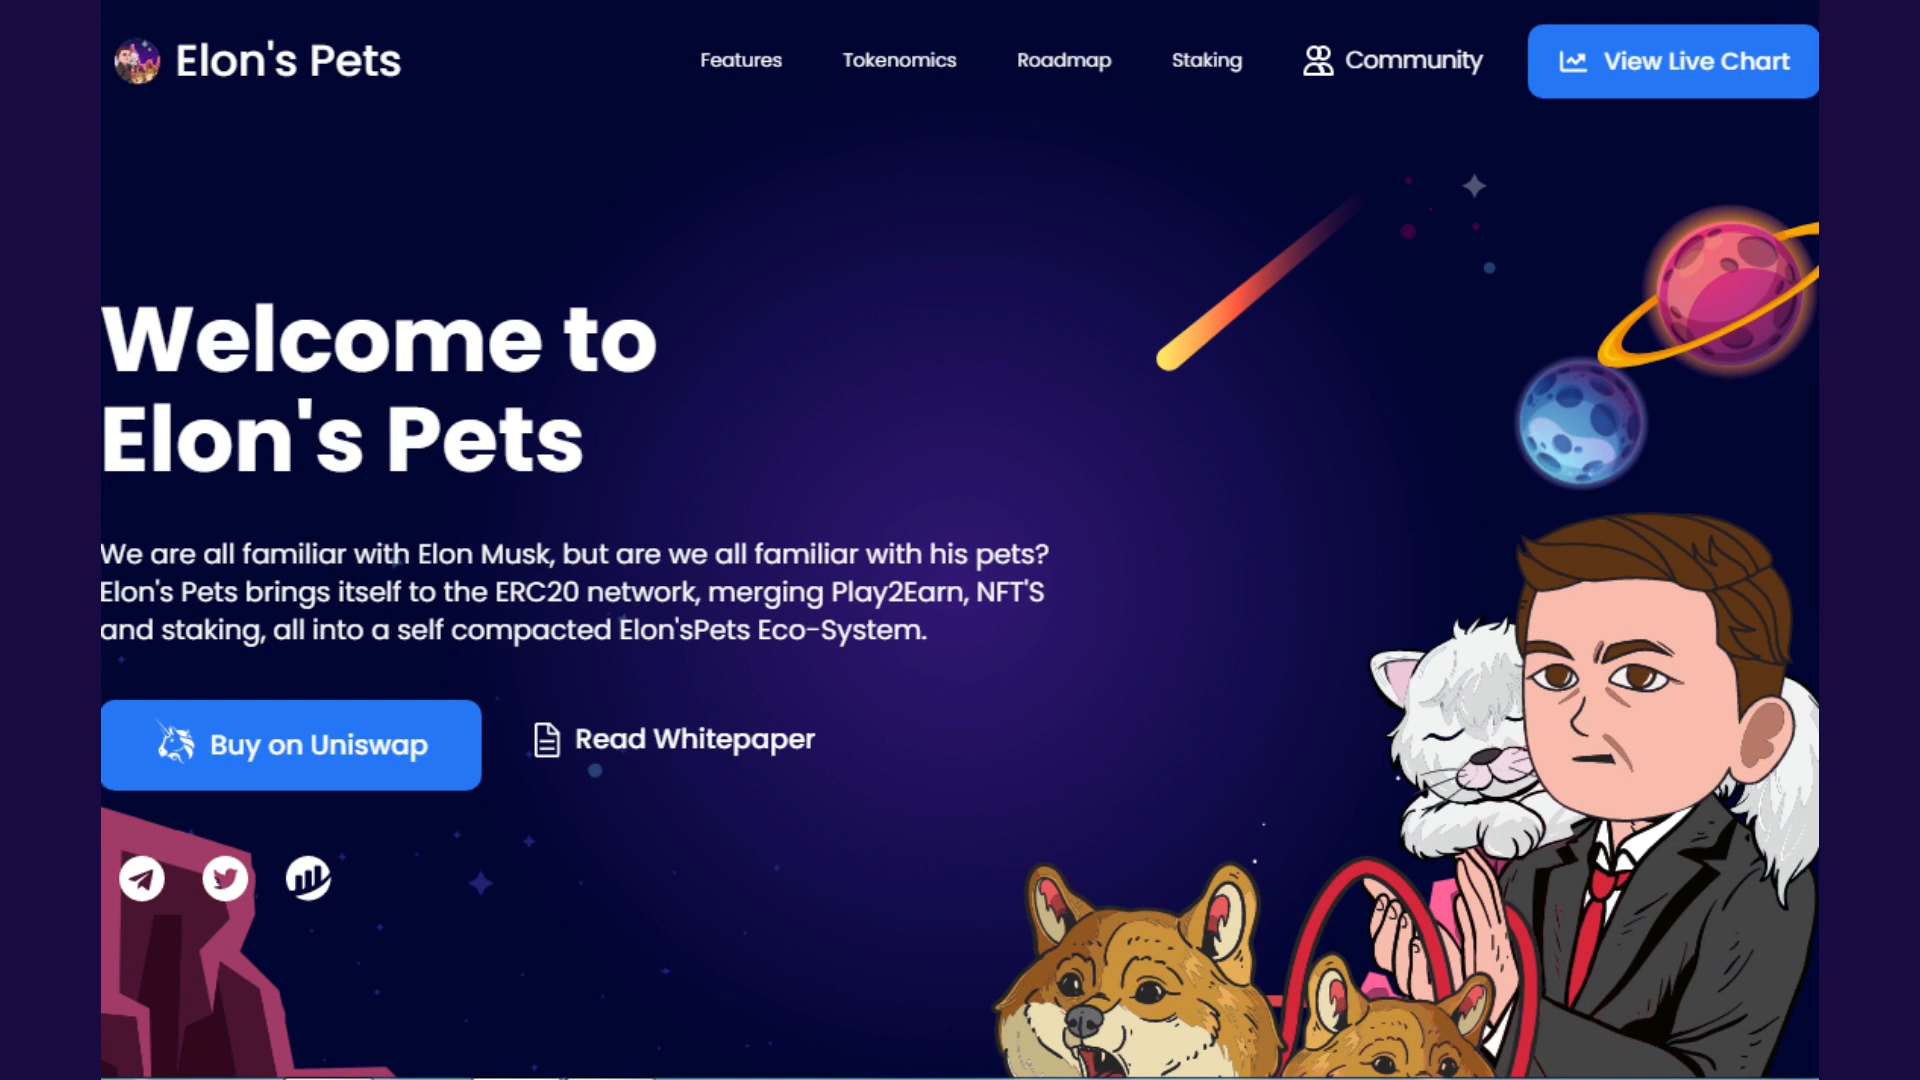 Elon's Pets
Features
Tokenomics
Roadmap
Staking
Community
View Live Chart
Welcome to
Elon's Pets
We are all familiar with Elon Musk, but are we all familiar with his pets?
Elon's Pets brings itself to the ERC20 network, merging Play2Earn, NFT'S
and staking, all into a self compacted Elon'sPets Eco-System.
Buy on Uniswap
Read Whitepaper